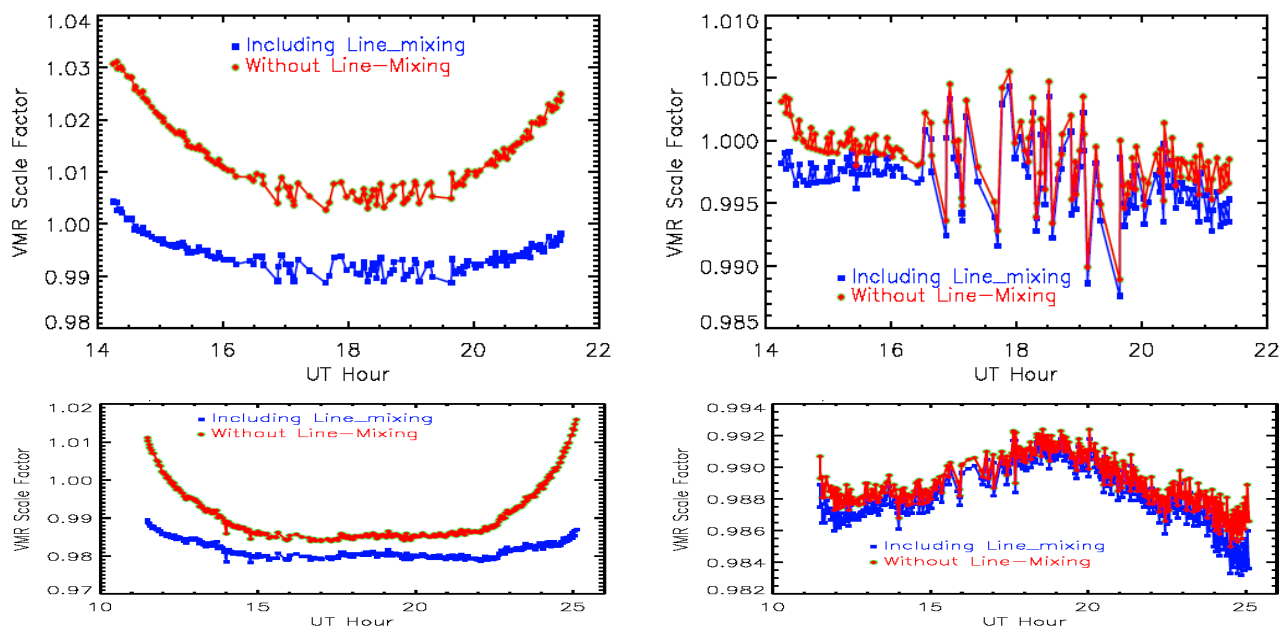 1.04
1.03
1.02
1.01
1.00
0.99
0.98
VMR Scale Factor
Including Line_mixing
Without Line-Mixing
14 16 18 20 22
UT Hour
1.010
1.005
1.000
0.995
0.990
0.985
VMR Scale Factor
Including Line_mixing
Without Line-Mixing
14 16 18 20 22
UT Hour
1.02
1.01
1.00
0.99
0.98
0.97
VMR Scale Factor
Including Line_mixing
Without Line-Mixing
10 15 20 25
UT Hour
0.994
0.992
0.990
0.988
0.986
0.984
0.982
VMR Scale Factor
Including Line_mixing
Without Line-Mixing
10 15 20 25
UT Hour